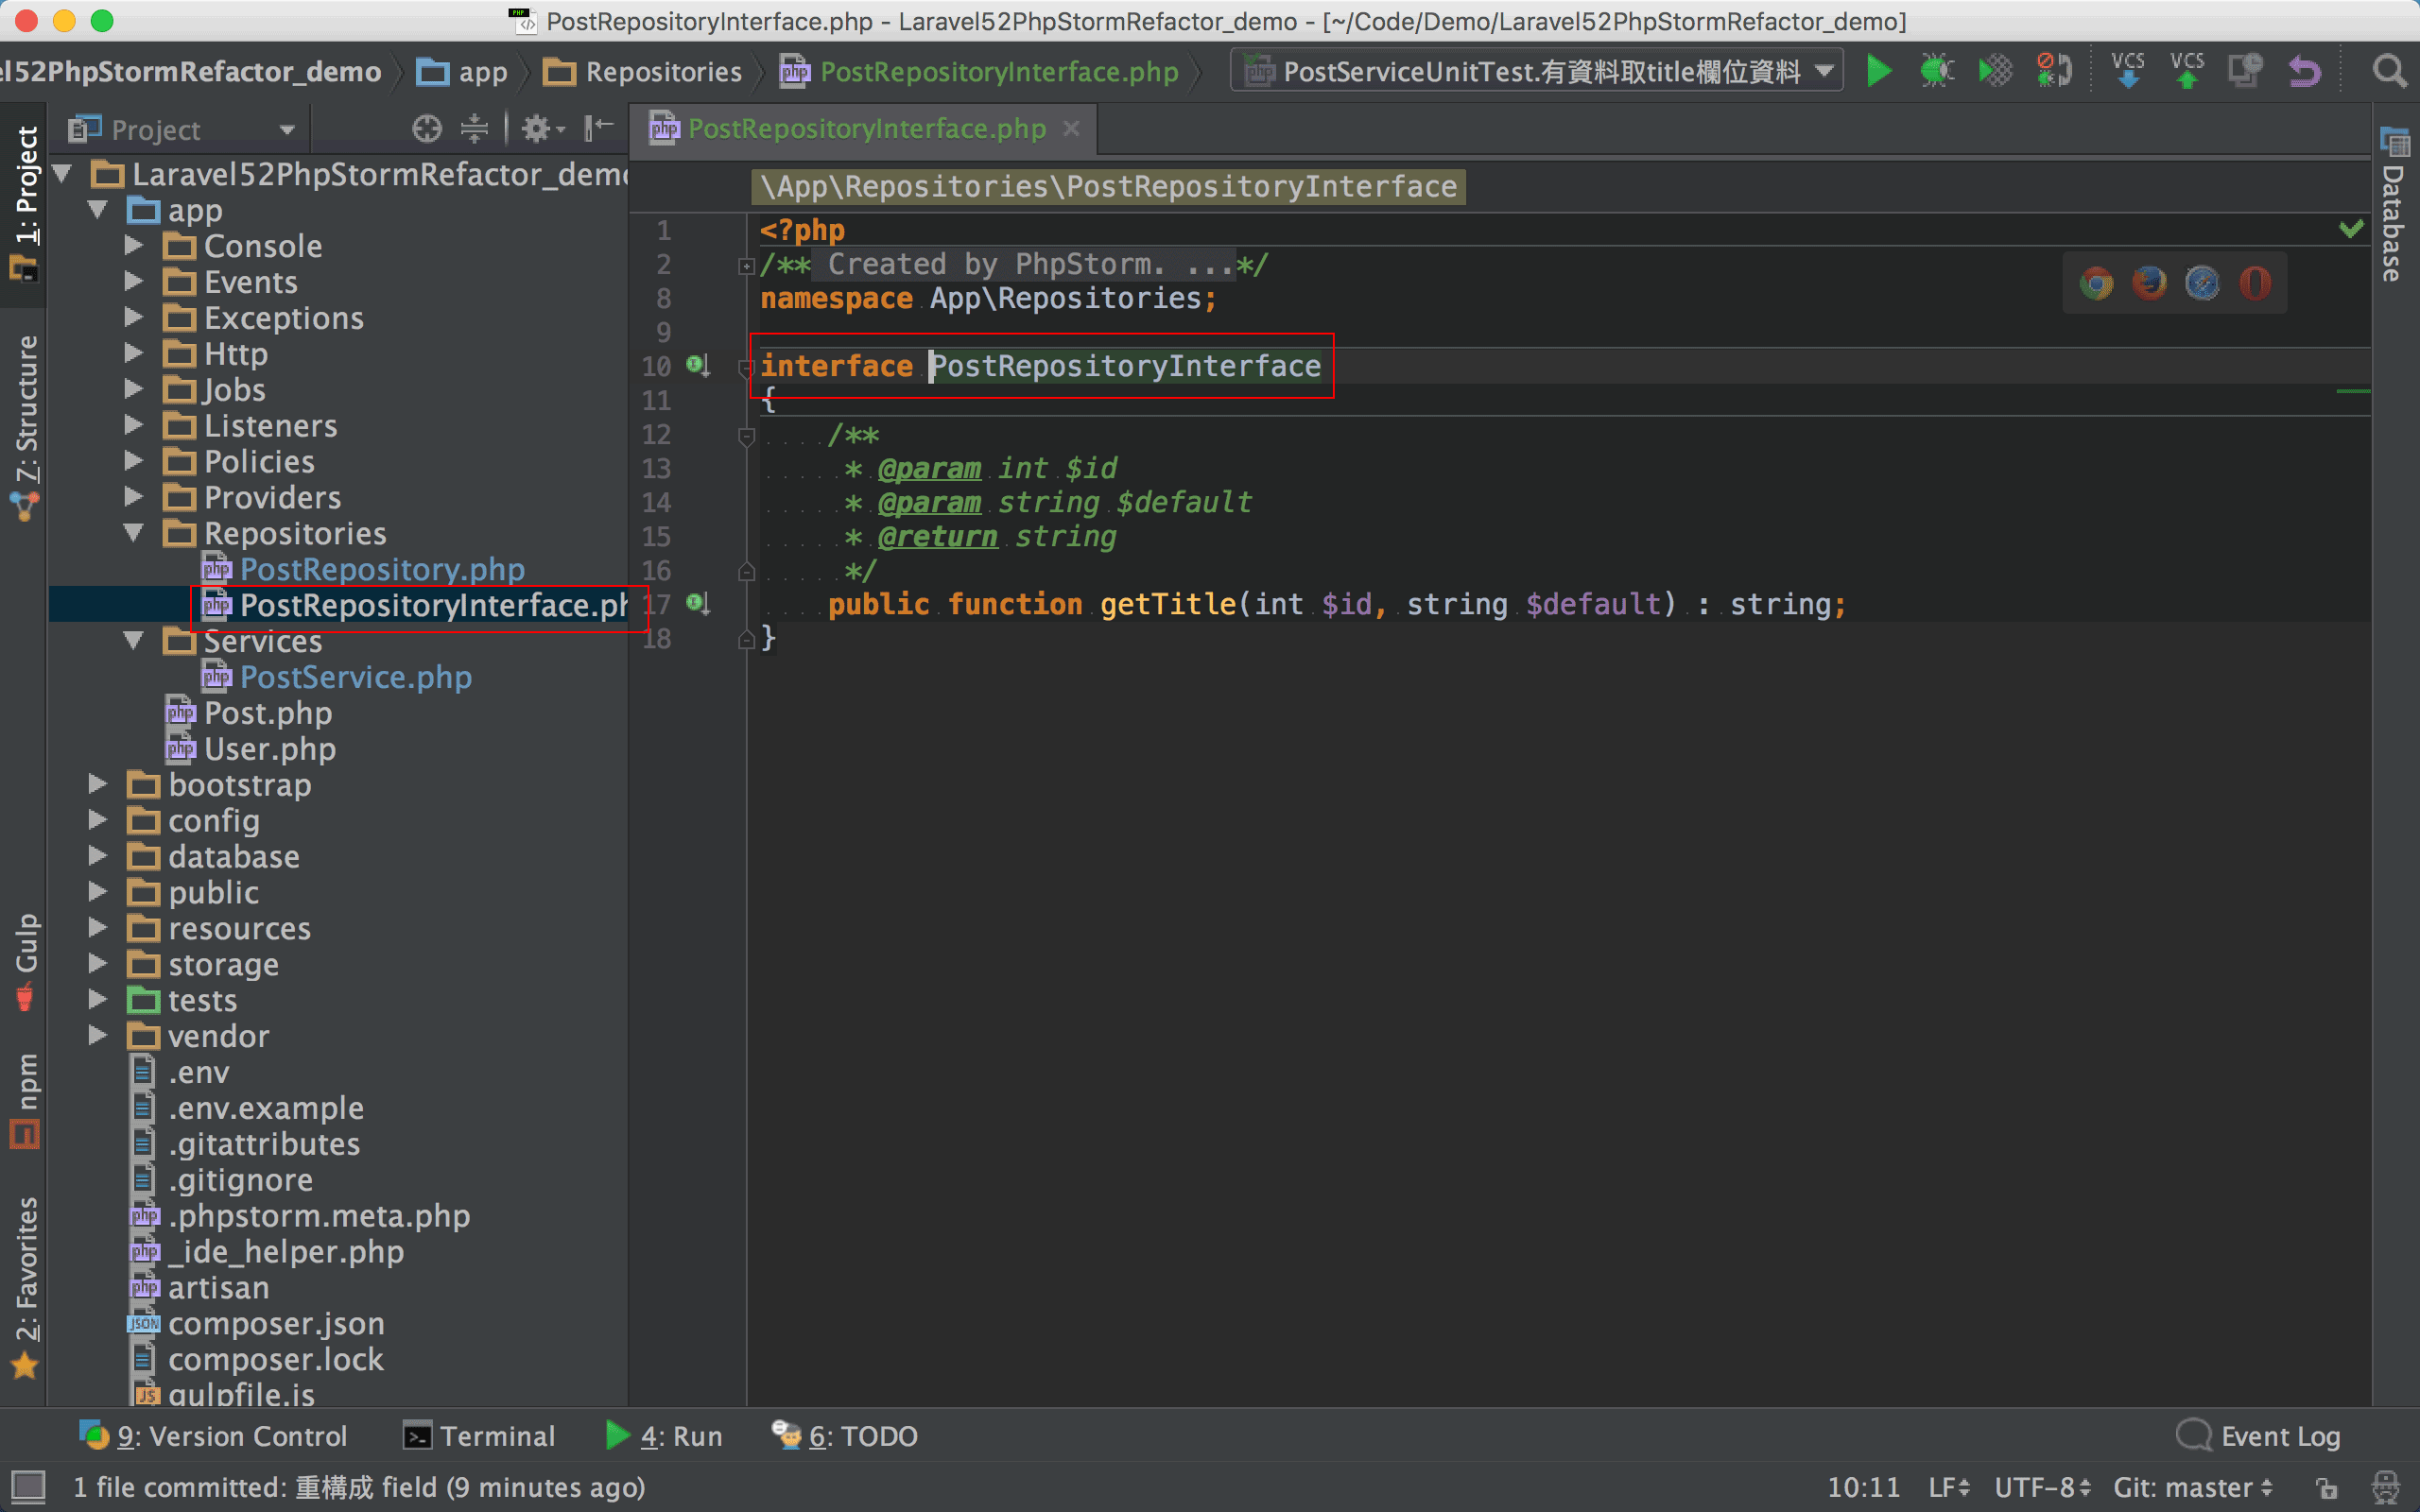 PostRepositoryInterface.php - Laravel52PhpStormRefactor_demo - [~/Code/Demo/Laravel52PhpStormRefactor_demo]
l52PhpStormRefactor_demo app Repositories PostRepositoryInterface.php PostServiceUnitTest.有資料取title欄位資料 VCS VCS
1: Project
Z: Structure
Gulp
npm
2: Favorites
Project
Laravel52PhpStormRefactor_demo
app
Console
Events
Exceptions
Http
Jobs
Listeners
Policies
Providers
Repositories
PostRepository.php
PostRepositoryInterface.ph
Services
PostService.php
Post.php
User.php
bootstrap
config
database
public
resources
storage
tests
vendor
.env
.env.example
.gitattributes
.gitignore
.phpstorm.meta.php
_ide_helper.php
artisan
composer.json
composer.lock
gulpfile.js
PostRepositoryInterface.php
\App\Repositories\PostRepositoryInterface
1 <?php
2 /** Created by PhpStorm. ...*/
8 namespace App\Repositories;
9
10 interface PostRepositoryInterface
11 {
12 /**
13 * @param int $id
14 * @param string $default
15 * @return string
16 */
17 public function getTitle(int $id, string $default) : string;
18 }
Database
9: Version Control Terminal 4: Run 6: TODO Event Log
1 file committed: 重構成 field (9 minutes ago) 10:11 LF UTF-8 Git: master